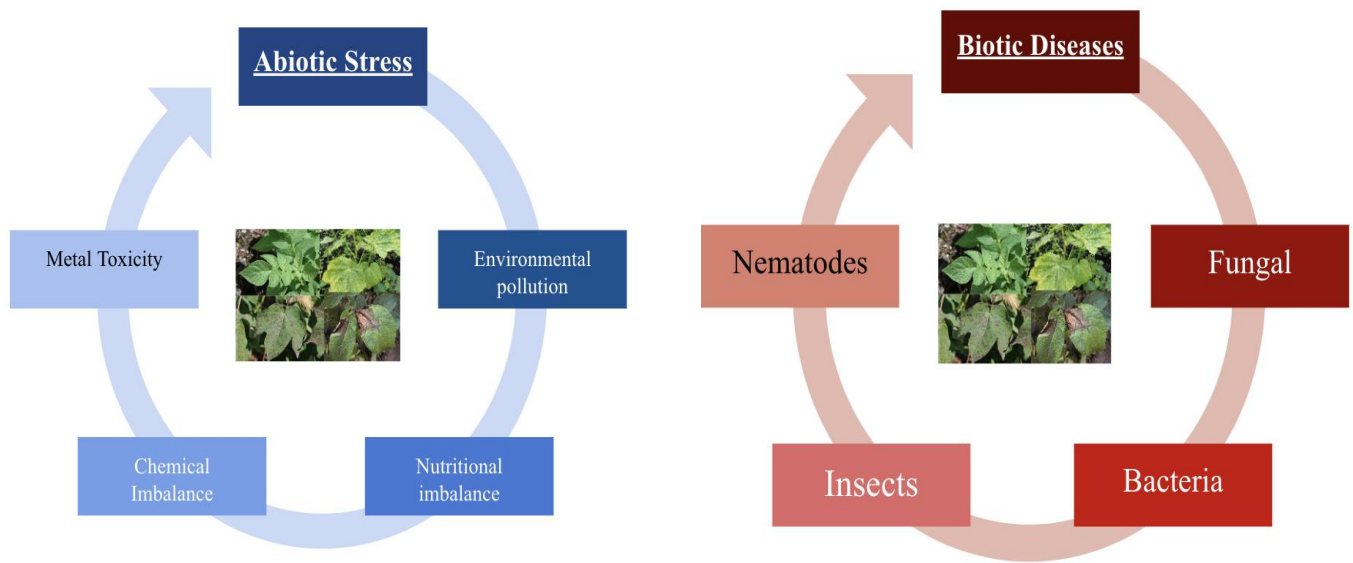 Abiotic Stress
Environmental
pollution
Nutritional
imbalance
Chemical
Imbalance
Metal Toxicity
Biotic Diseases
Fungal
Bacteria
Insects
Nematodes